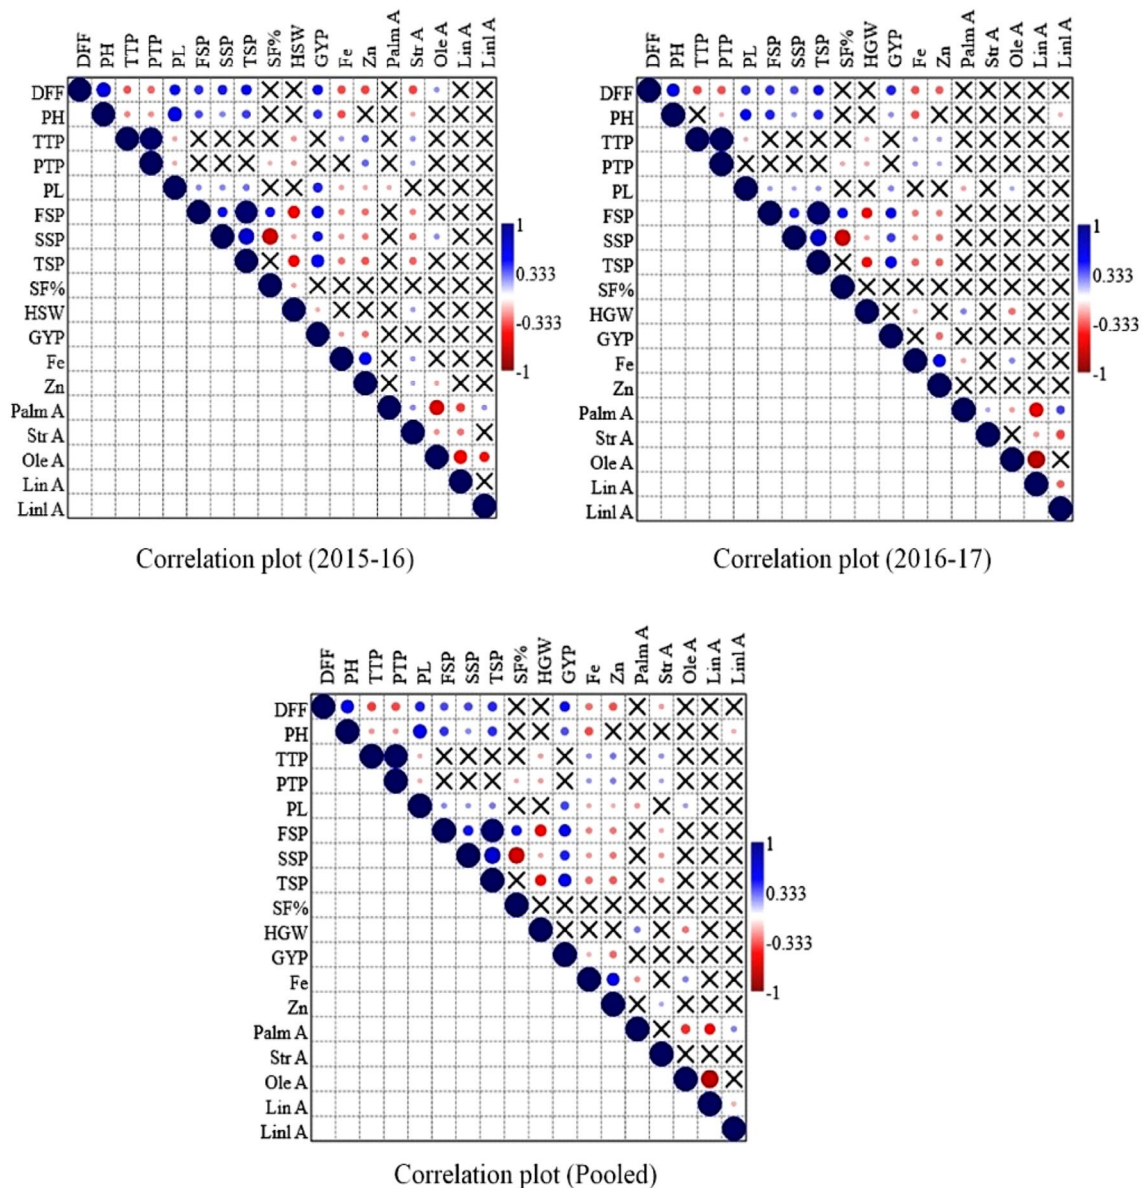 DFF PH TTP PTP PL FSP SSP TSP SF% HSW GYP Fe Zn Palm A Str A Ole A Lin A Linl A
DFF
PH
TTP
PTP
PL
FSP
SSP
TSP
SF%
HSW
GYP
Fe
Zn
Palm A
Str A
Ole A
Lin A
Linl A
1
0.333
-0.333
-1
Correlation plot (2015-16)
DFF PH TTP PTP PL FSP SSP TSP SF% HGW GYP Fe Zn Palm A Str A Ole A Lin A Linl A
DFF
PH
TTP
PTP
PL
FSP
SSP
TSP
SF%
HGW
GYP
Fe
Zn
Palm A
Str A
Ole A
Lin A
Linl A
1
0.333
-0.333
-1
Correlation plot (2016-17)
DFF PH TTP PTP PL FSP SSP TSP SF% HGW GYP Fe Zn Palm A Str A Ole A Lin A Linl A
DFF
PH
TTP
PTP
PL
FSP
SSP
TSP
SF%
HGW
GYP
Fe
Zn
Palm A
Str A
Ole A
Lin A
Linl A
1
0.333
-0.333
-1
Correlation plot (Pooled)